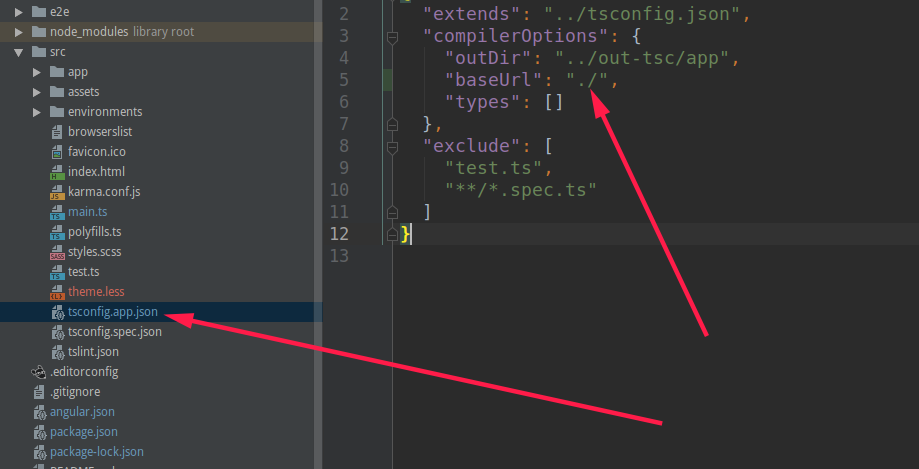 e2e
node_modules library root
src
app
assets
environments
browserslist
favicon.ico
index.html
karma.conf.js
main.ts
polyfills.ts
styles.scss
test.ts
theme.less
tsconfig.app.json
tsconfig.spec.json
tslint.json
.editorconfig
.gitignore
angular.json
package.json
package-lock.json
2 "extends": "../tsconfig.json",
3 "compilerOptions": {
4 "outDir": "../out-tsc/app",
5 "baseUrl": "./",
6 "types": []
7 },
8 "exclude": [
9 "test.ts",
10 "**/*.spec.ts"
11 ]
12 }
13